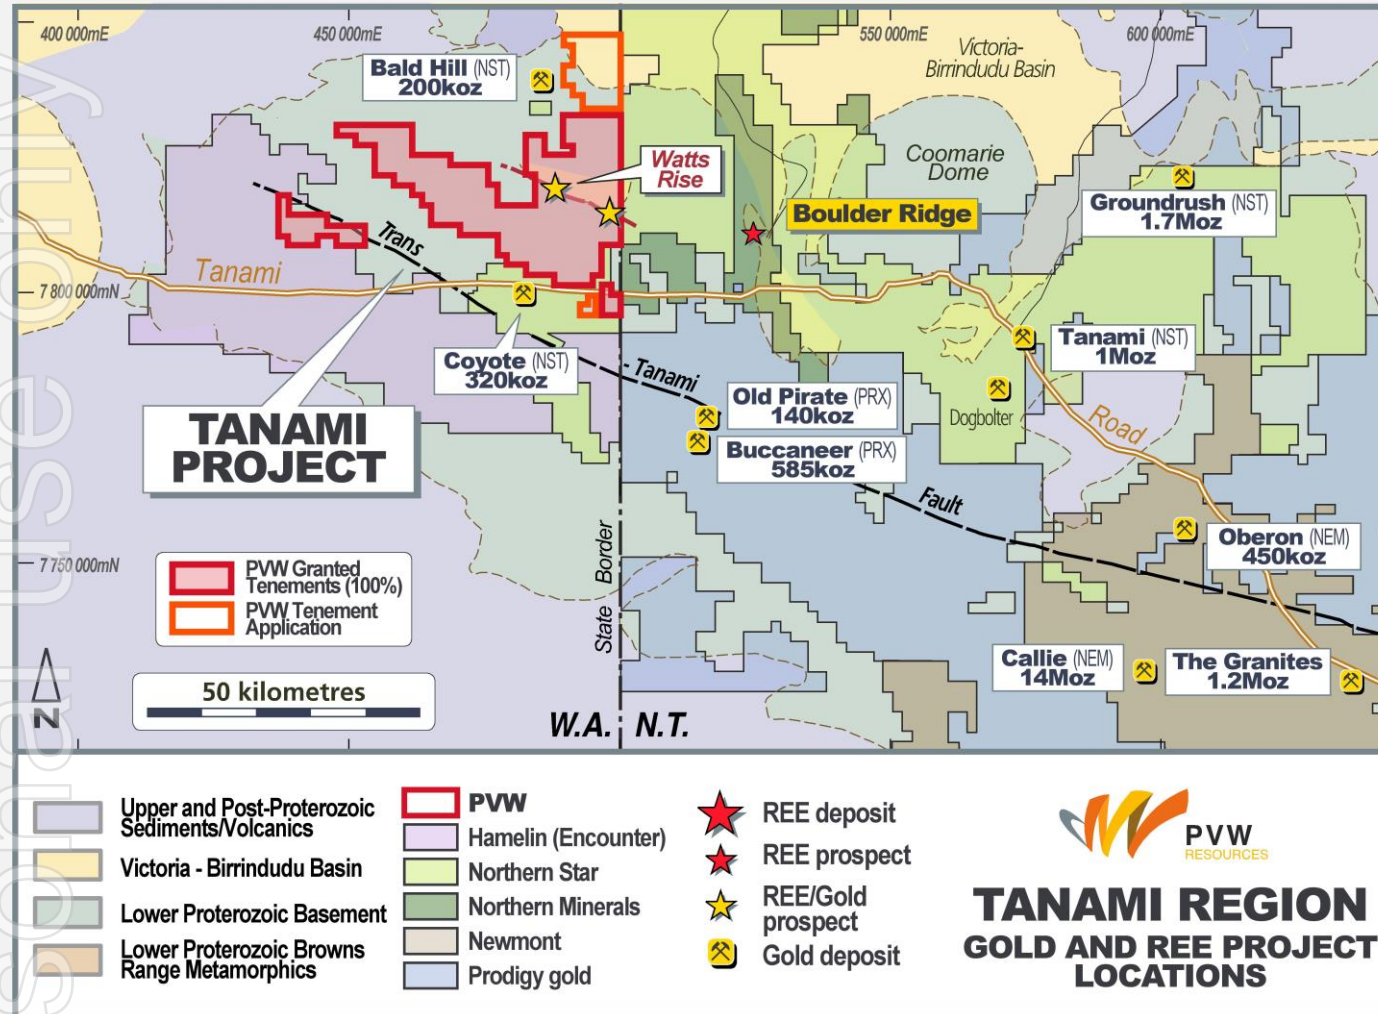 400 000mE
450 000mE
550 000mE
600 000mE
Bald Hill (NST)
200koz
Victoria-
Birrindudu Basin
Watts
Rise
Coomarie
Dome
Boulder Ridge
Groundrush (NST)
1.7Moz
Trans
Tanami
7 800 000mN
Coyote (NST)
320koz
- Tanami
Tanami (NST)
1Moz
Old Pirate (PRX)
140koz
Dogbolter
Road
TANAMI
PROJECT
Buccaneer (PRX)
585koz
Fault
Oberon (NEM)
450koz
7 750 000mN
PVW Granted
Tenements (100%)
PVW Tenement
Application
State Border
Callie (NEM)
14Moz
The Granites
1.2Moz
N
50 kilometres
W.A.
N.T.
Upper and Post-Proterozoic
Sediments/Volcanics
Victoria - Birrindudu Basin
Lower Proterozoic Basement
Lower Proterozoic Browns
Range Metamorphics
PVW
Hamelin (Encounter)
Northern Star
Northern Minerals
Newmont
Prodigy gold
REE deposit
REE prospect
REE/Gold
prospect
Gold deposit
PVW
RESOURCES
TANAMI REGION
GOLD AND REE PROJECT
LOCATIONS
sonal use only